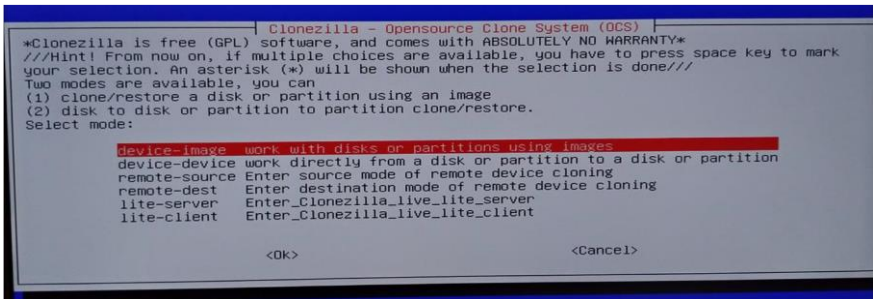 Clonezilla - Opensource Clone System (OCS)
*Clonezilla is free (GPL) software, and comes with ABSOLUTELY NO WARRANTY*
///Hint! From now on, if multiple choices are available, you have to press space key to mark
your selection. An asterisk (*) will be shown when the selection is done///
Two modes are available, you can
(1) clone/restore a disk or partition using an image
(2) disk to disk or partition to partition clone/restore.
Select mode:
device-image work with disks or partitions using images
device-device work directly from a disk or partition to a disk or partition
remote-source Enter source mode of remote device cloning
remote-dest Enter destination mode of remote device cloning
lite-server Enter_Clonezilla_live_lite_server
lite-client Enter_Clonezilla_live_lite_client
<Ok> <Cancel>